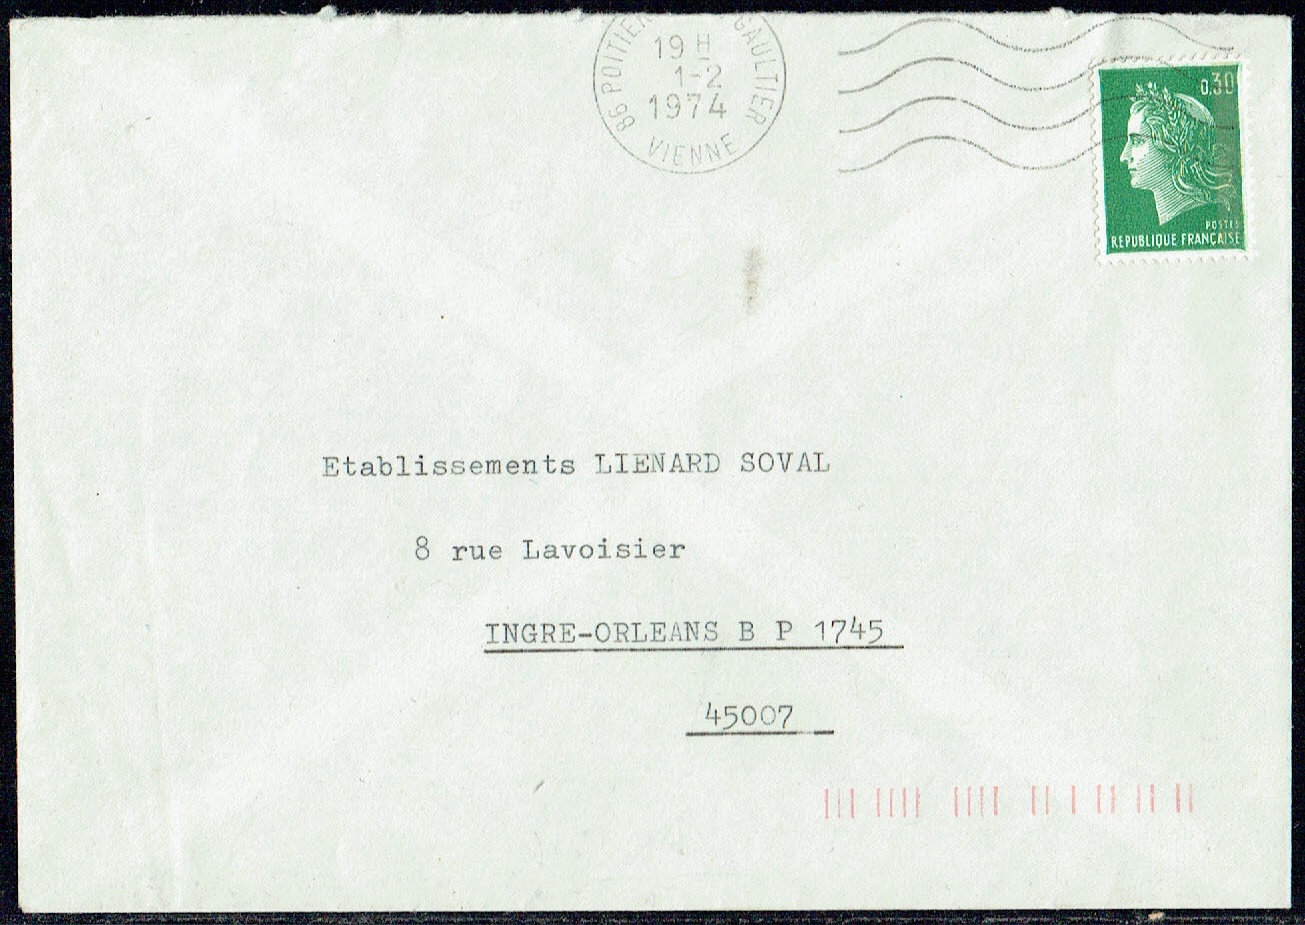 86 POITIERS GAULTIER
19 H
1-2
1974
VIENNE
0,30
POSTES
REPUBLIQUE FRANÇAISE
Etablissements LIENARD SOVAL
8 rue Lavoisier
INGRE-ORLEANS B P 1745
45007